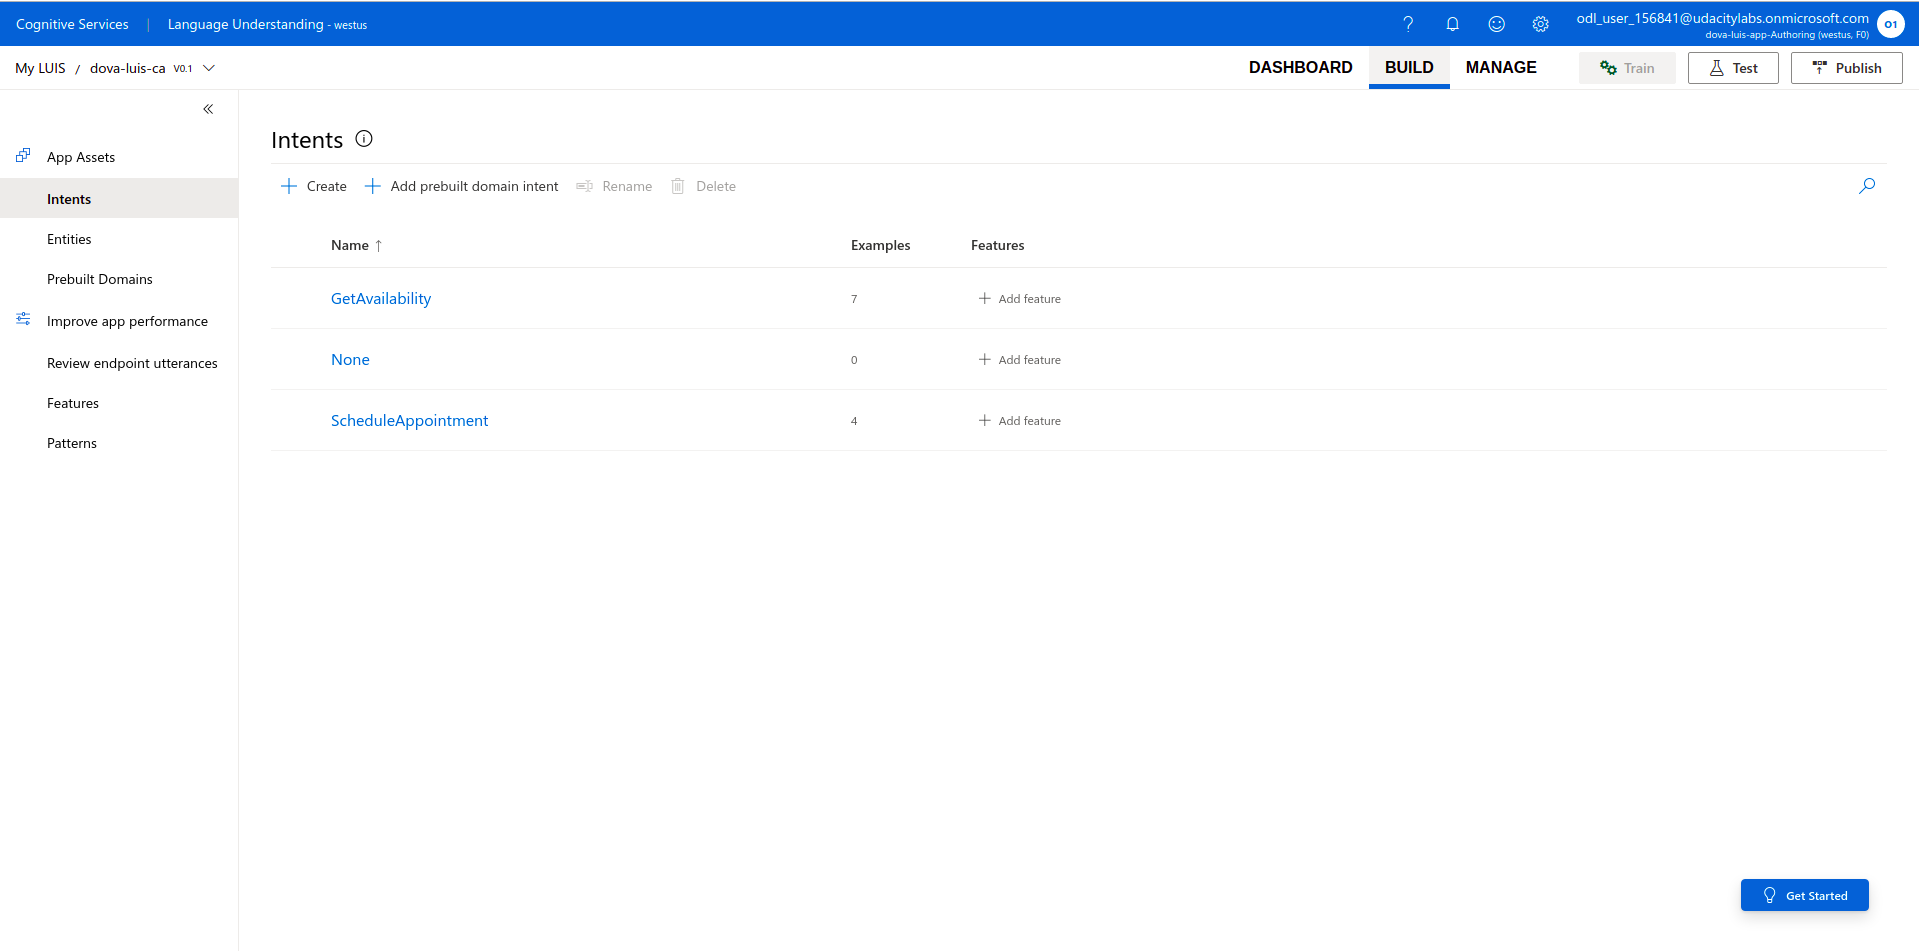 Cognitive Services | Language Understanding - westus
? odl_user_156841@udacitylabs.onmicrosoft.com
dova-luis-app-Authoring (westus, F0)
O1
My LUIS / dova-luis-ca V0.1
DASHBOARD BUILD MANAGE Train Test Publish
App Assets
Intents
Entities
Prebuilt Domains
Improve app performance
Review endpoint utterances
Features
Patterns
Intents
Create Add prebuilt domain intent Rename Delete
Name ↑ Examples Features
GetAvailability 7 + Add feature
None 0 + Add feature
ScheduleAppointment 4 + Add feature
Get Started